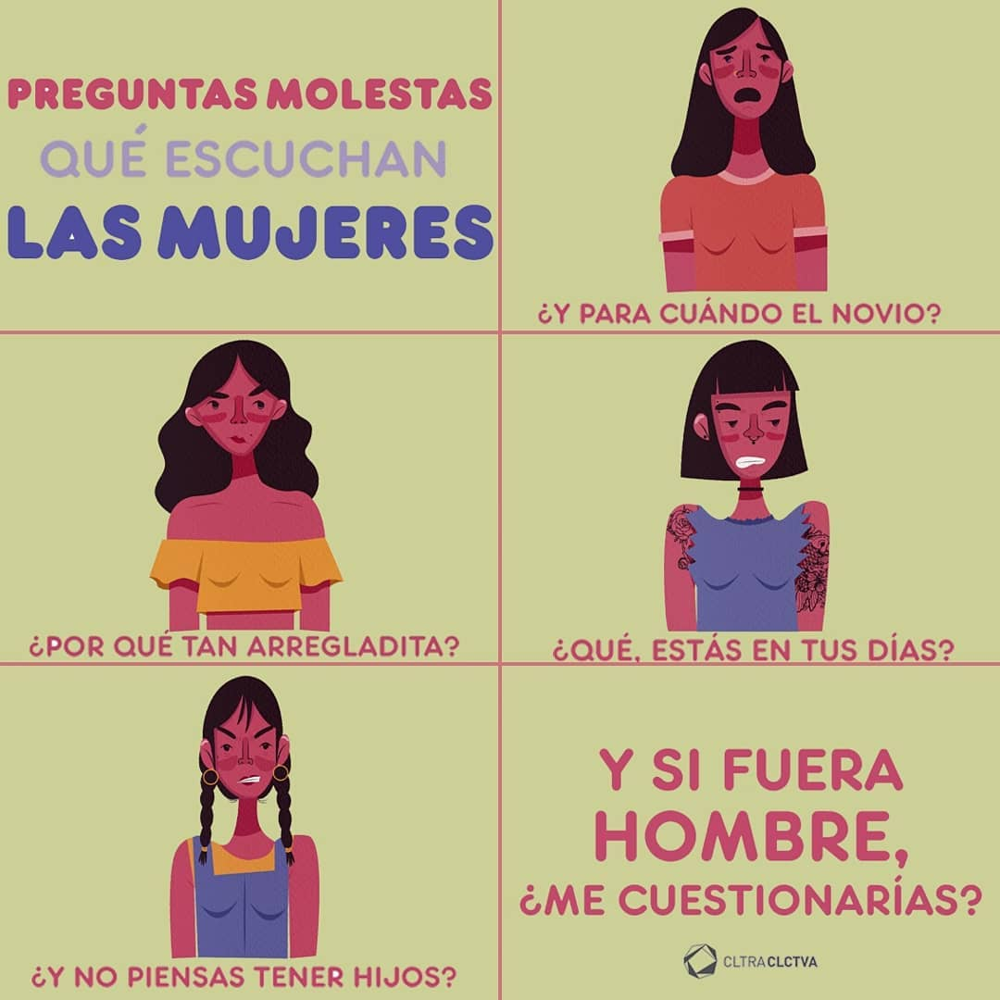 PREGUNTAS MOLESTAS
QUÉ ESCUCHAN
LAS MUJERES
¿Y PARA CUÁNDO EL NOVIO?
¿POR QUÉ TAN ARREGLADITA?
¿QUÉ, ESTÁS EN TUS DÍAS?
¿Y NO PIENSAS TENER HIJOS?
Y SI FUERA
HOMBRE,
¿ME CUESTIONARÍAS?
CLTRACLCTVA